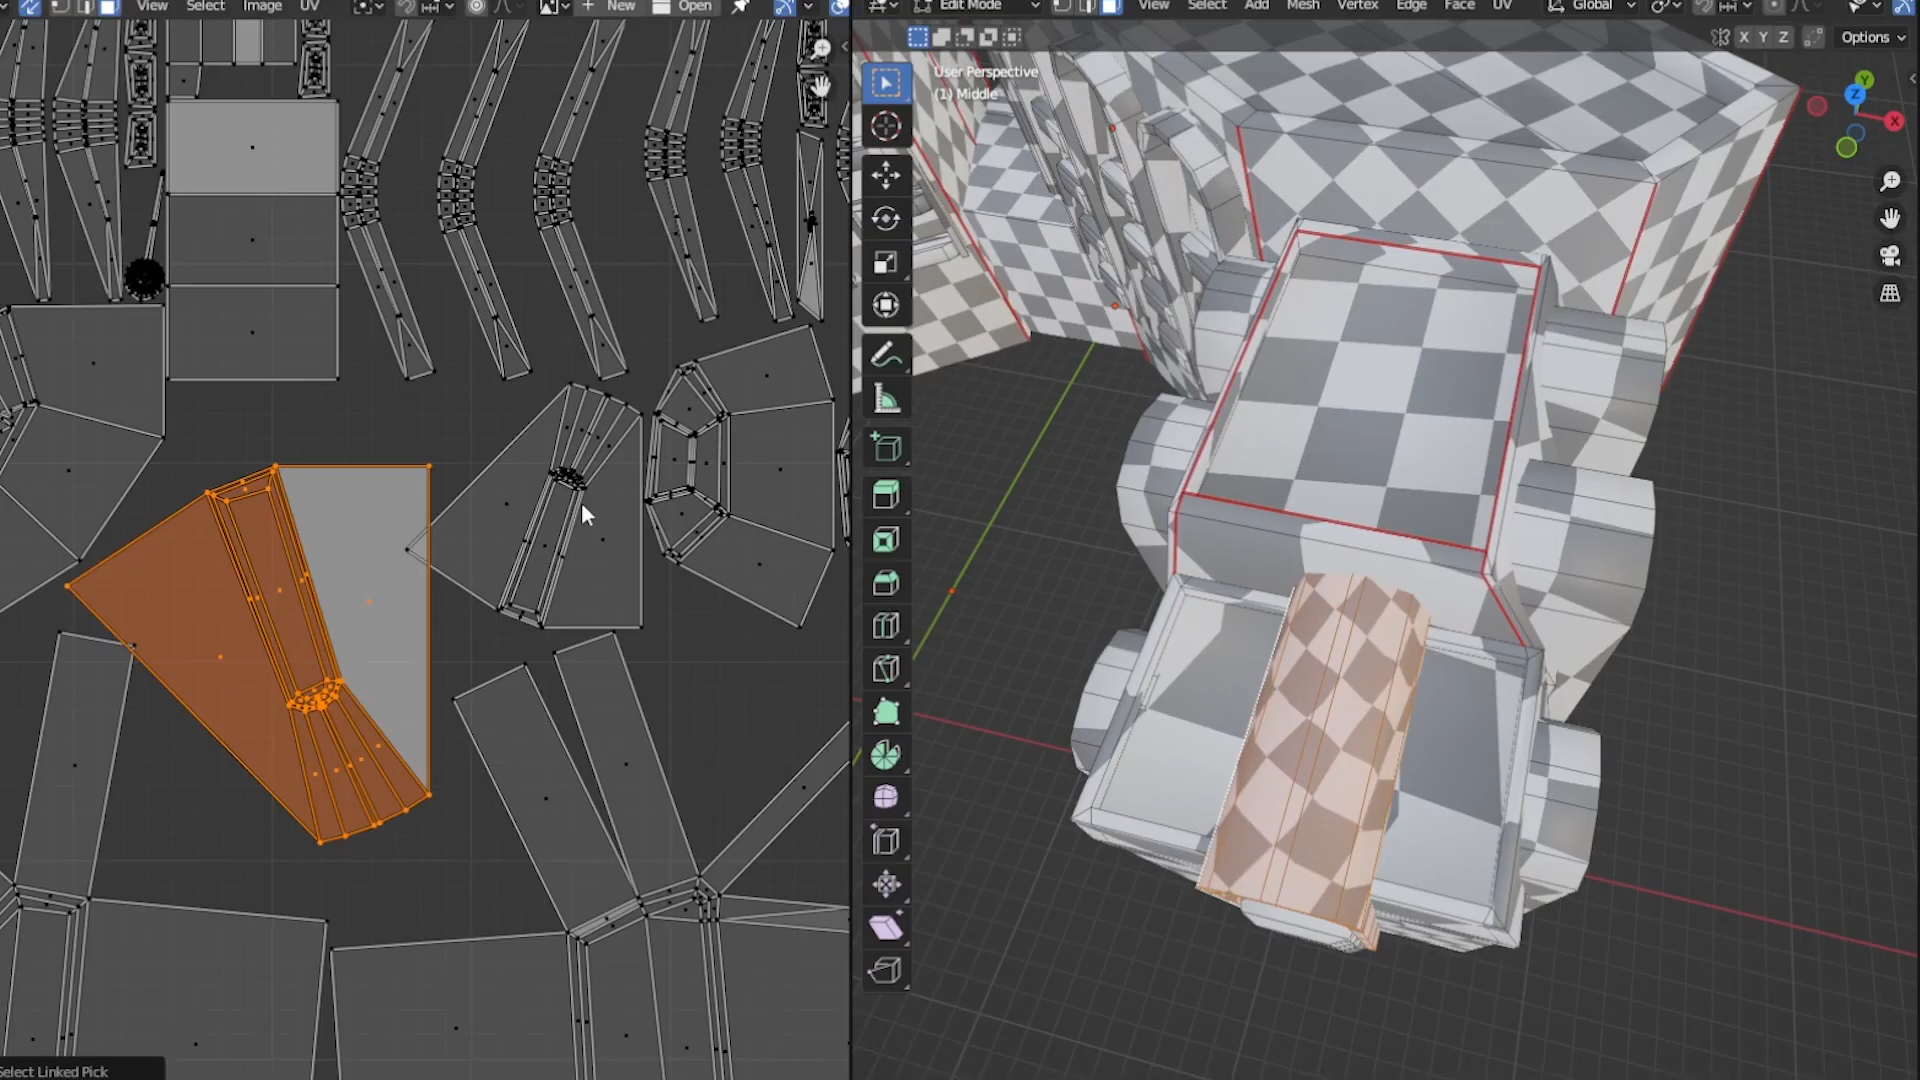 View Select Image UV New Open
Edit Mode View Select Add Mesh Vertex Edge Face UV Global
X Y Z Options
User Perspective
(1) Middle
Y
Z
X
Select Linked Pick